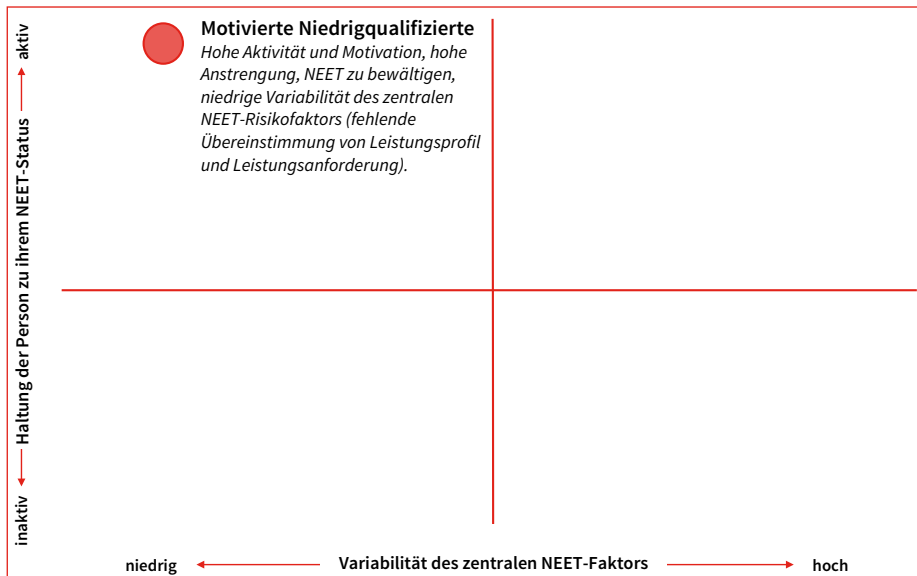 Motivierte Niedrigqualifizierte
Hohe Aktivität und Motivation, hohe
Anstrengung, NEET zu bewältigen,
niedrige Variabilität des zentralen
NEET-Risikofaktors (fehlende
Übereinstimmung von Leistungsprofil
und Leistungsanforderung).
aktiv
Haltung der Person zu ihrem NEET-Status
inaktiv
niedrig
Variabilität des zentralen NEET-Faktors
hoch